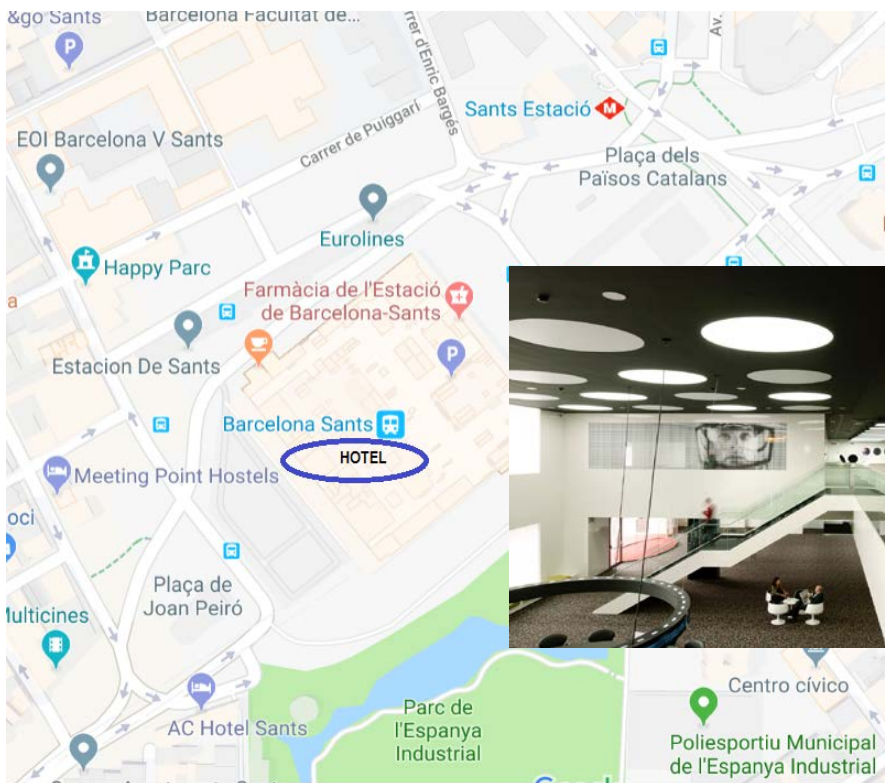 &go Sants
Barcelona Facultat de...
Av.
rrer d'Enric Bargés
Carrer de Puiggarí
Sants Estació
M
P
EOI Barcelona V Sants
Plaça dels
Països Catalans
Eurolines
Happy Parc
a
Farmàcia de l'Estació
de Barcelona-Sants
P
Estacion De Sants
Barcelona Sants
HOTEL
Meeting Point Hostels
oci
Plaça de
Joan Peiró
Multicines
AC Hotel Sants
Parc de
l'Espanya
Industrial
Centro cívico
Poliesportiu Municipal
de l'Espanya Industrial